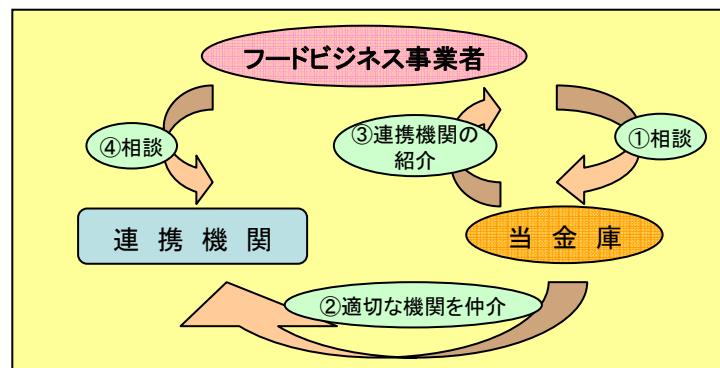 フードビジネス事業者
③連携機関の
紹介
①相談
④相談
連 携 機 関
当 金 庫
②適切な機関を仲介